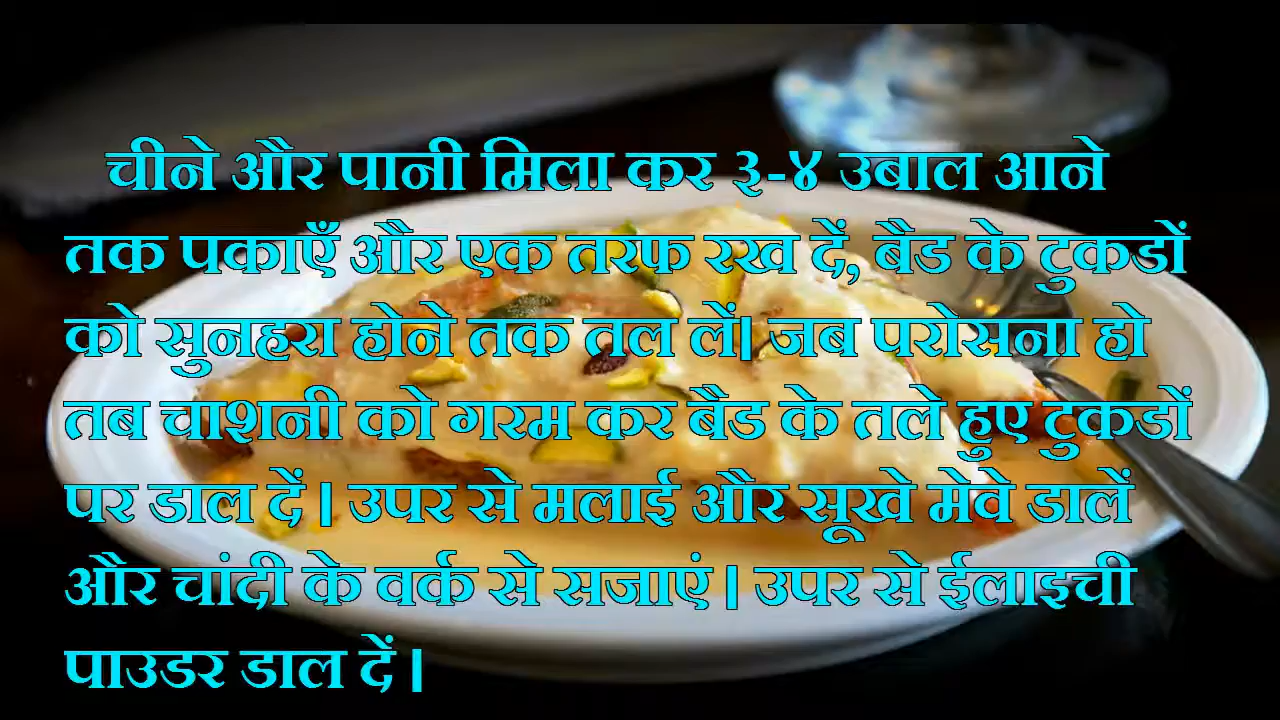 चीने और पानी मिला कर ३-४ उबाल आने
तक पकाएँ और एक तरफ रख दें, बैड के टुकडों
को सुनहरा होने तक तल लें। जब परोसना हो
तब चाशनी को गरम कर बैड के तले हुए टुकडों
पर डाल दें। उपर से मलाई और सूखे मेवे डालें
और चांदी के वर्क से सजाएं। उपर से ईलाइची
पाउडर डाल दें।